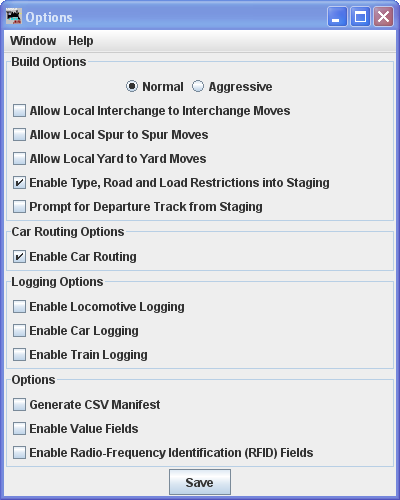 Options
Window Help
Build Options
Normal Aggressive
Allow Local Interchange to Interchange Moves
Allow Local Spur to Spur Moves
Allow Local Yard to Yard Moves
Enable Type, Road and Load Restrictions into Staging
Prompt for Departure Track from Staging
Car Routing Options
Enable Car Routing
Logging Options
Enable Locomotive Logging
Enable Car Logging
Enable Train Logging
Options
Generate CSV Manifest
Enable Value Fields
Enable Radio-Frequency Identification (RFID) Fields
Save